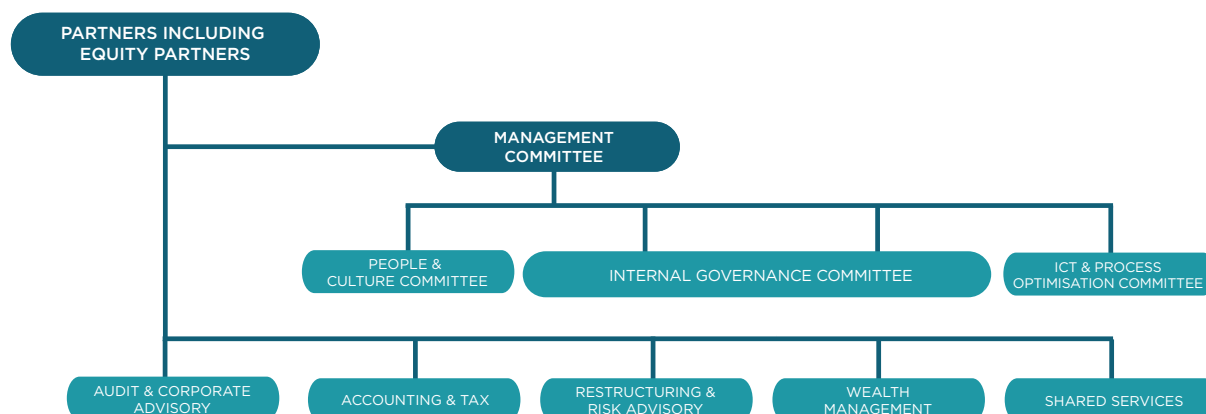 PARTNERS INCLUDING
EQUITY PARTNERS
MANAGEMENT
COMMITTEE
PEOPLE &
CULTURE COMMITTEE
INTERNAL GOVERNANCE COMMITTEE
ICT & PROCESS
OPTIMISATION COMMITTEE
AUDIT & CORPORATE
ADVISORY
ACCOUNTING & TAX
RESTRUCTURING &
RISK ADVISORY
WEALTH
MANAGEMENT
SHARED SERVICES